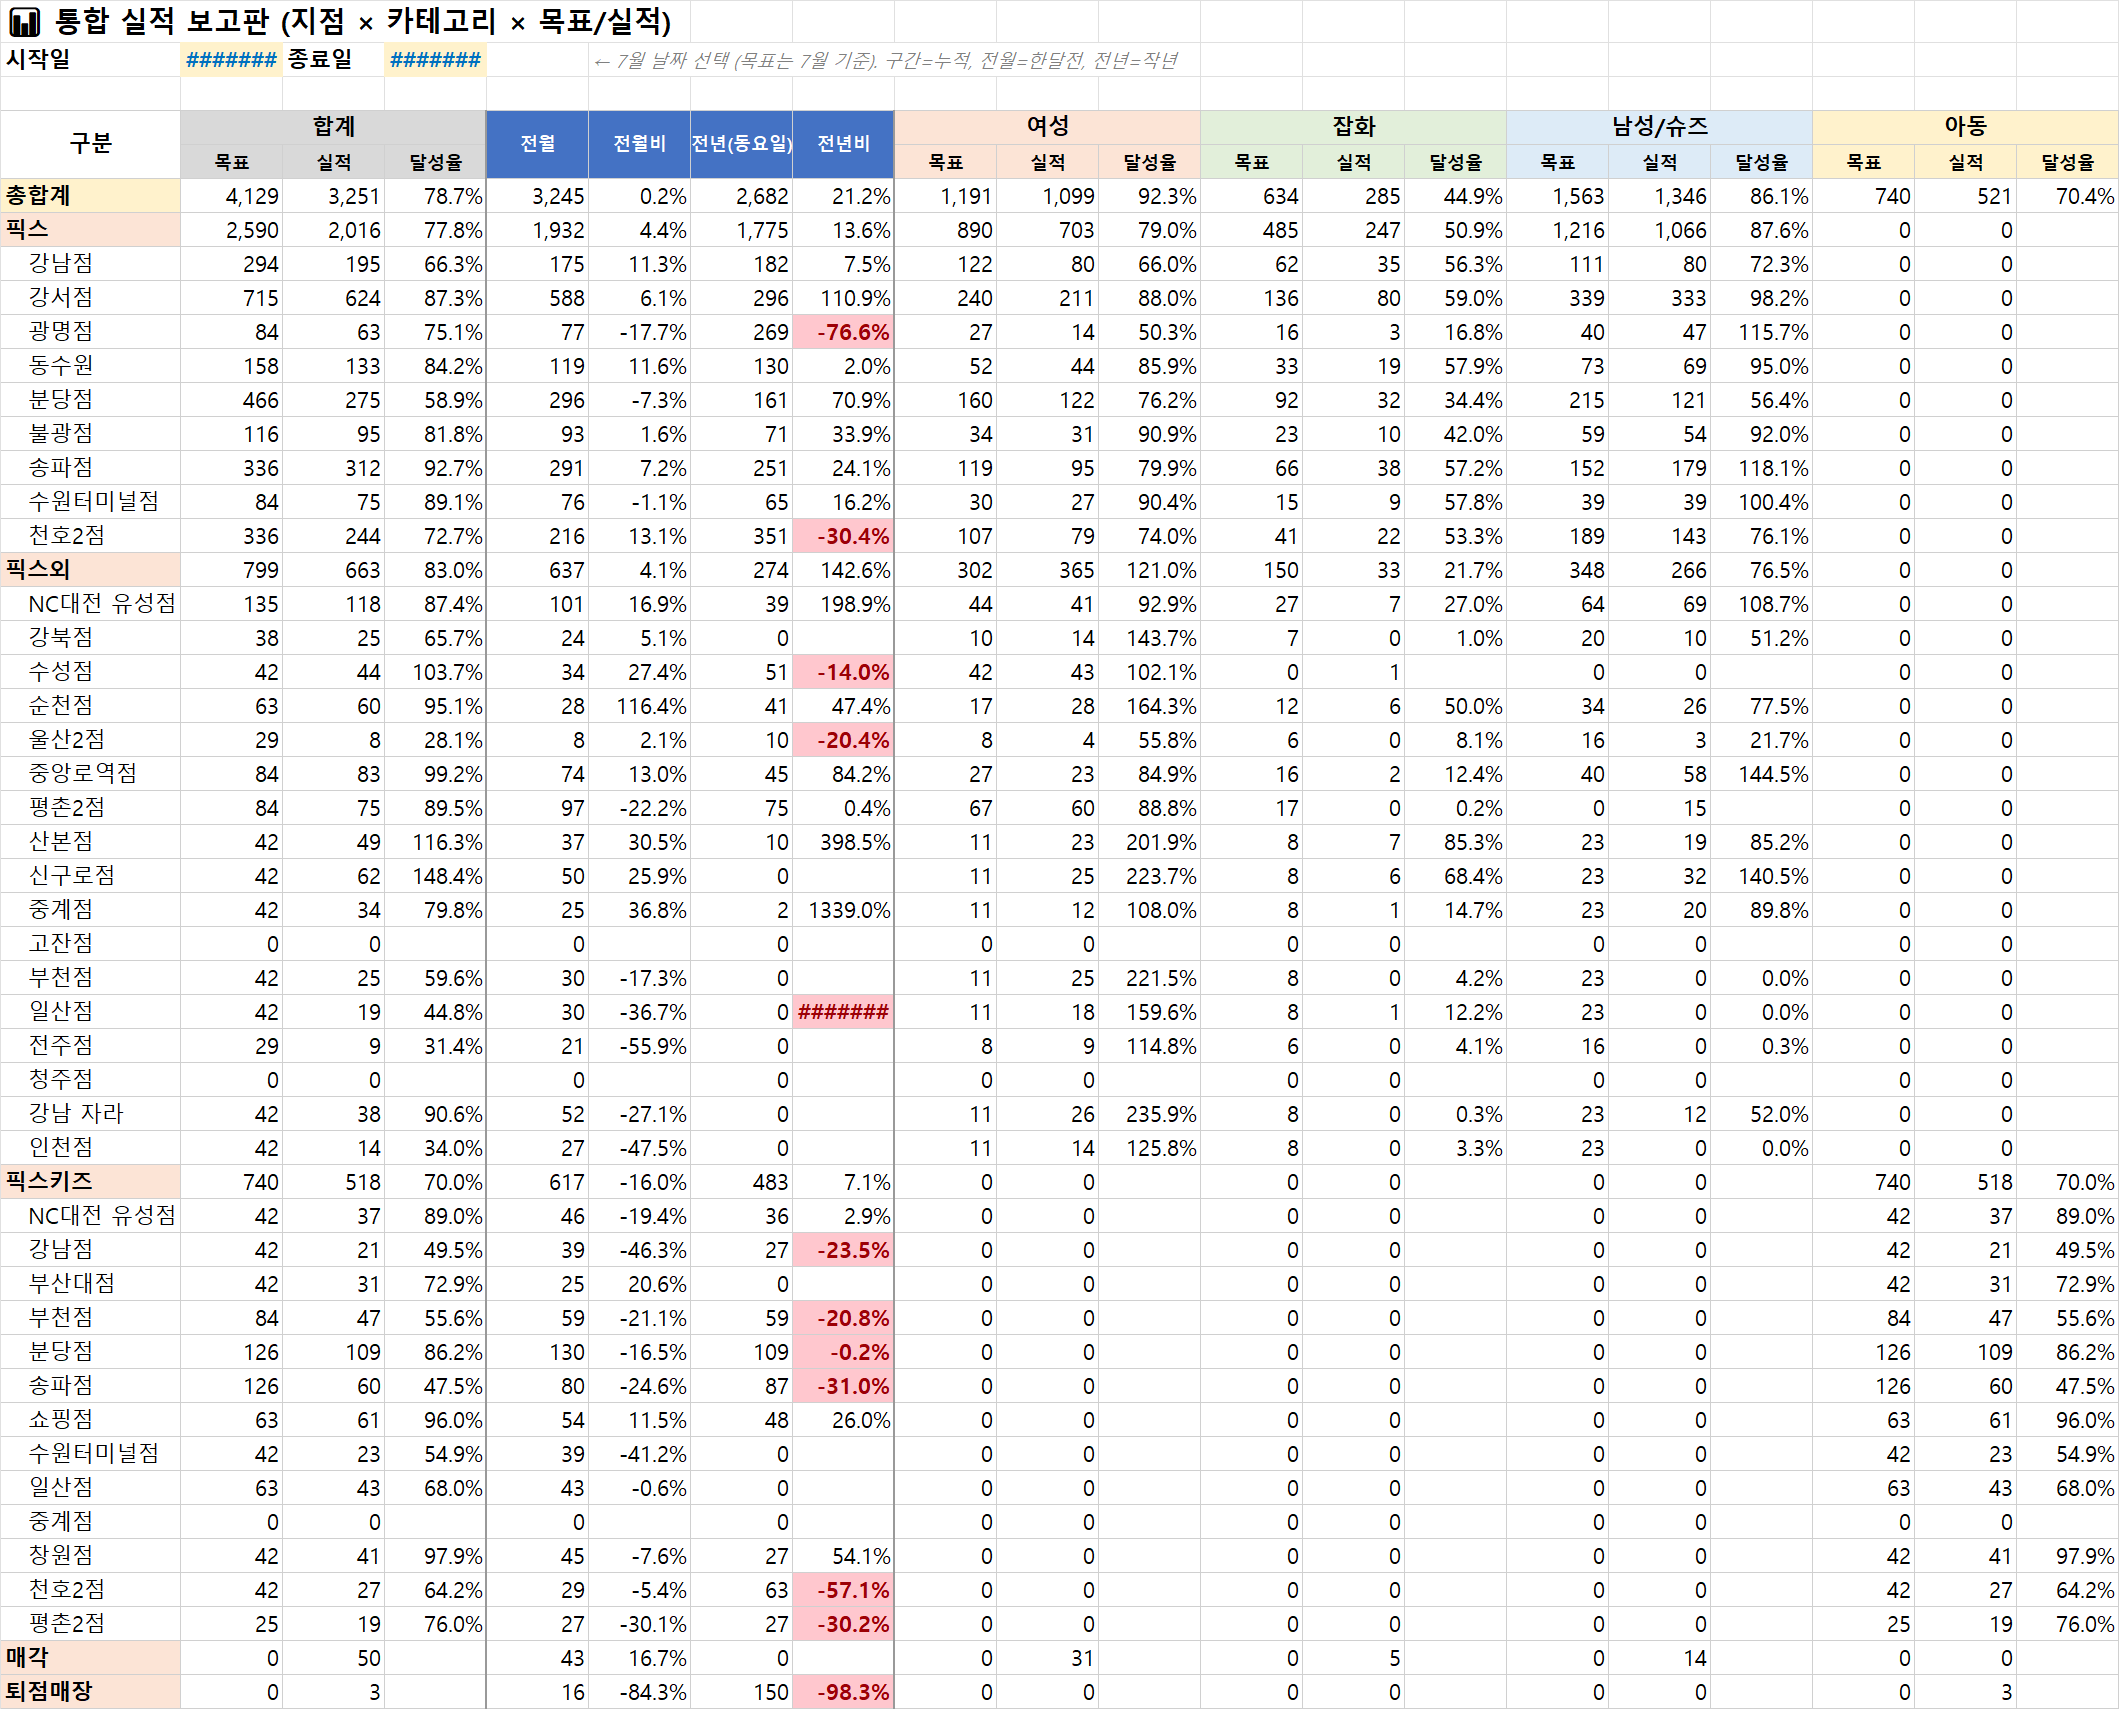 통합 실적 보고판 (지점 × 카테고리 × 목표/실적)
시작일 ####### 종료일 ####### ← 7월 날짜 선택 (목표는 7월 기준). 구간=누적, 전월=한달전, 전년=작년
구분 합계 전월 전월비 전년(동요일) 전년비 여성 잡화 남성/슈즈 아동
목표 실적 달성율 목표 실적 달성율 목표 실적 달성율 목표 실적 달성율 목표 실적 달성율
총합계 4,129 3,251 78.7% 3,245 0.2% 2,682 21.2% 1,191 1,099 92.3% 634 285 44.9% 1,563 1,346 86.1% 740 521 70.4%
픽스 2,590 2,016 77.8% 1,932 4.4% 1,775 13.6% 890 703 79.0% 485 247 50.9% 1,216 1,066 87.6% 0 0
강남점 294 195 66.3% 175 11.3% 182 7.5% 122 80 66.0% 62 35 56.3% 111 80 72.3% 0 0
강서점 715 624 87.3% 588 6.1% 296 110.9% 240 211 88.0% 136 80 59.0% 339 333 98.2% 0 0
광명점 84 63 75.1% 77 -17.7% 269 -76.6% 27 14 50.3% 16 3 16.8% 40 47 115.7% 0 0
동수원 158 133 84.2% 119 11.6% 130 2.0% 52 44 85.9% 33 19 57.9% 73 69 95.0% 0 0
분당점 466 275 58.9% 296 -7.3% 161 70.9% 160 122 76.2% 92 32 34.4% 215 121 56.4% 0 0
불광점 116 95 81.8% 93 1.6% 71 33.9% 34 31 90.9% 23 10 42.0% 59 54 92.0% 0 0
송파점 336 312 92.7% 291 7.2% 251 24.1% 119 95 79.9% 66 38 57.2% 152 179 118.1% 0 0
수원터미널점 84 75 89.1% 76 -1.1% 65 16.2% 30 27 90.4% 15 9 57.8% 39 39 100.4% 0 0
천호2점 336 244 72.7% 216 13.1% 351 -30.4% 107 79 74.0% 41 22 53.3% 189 143 76.1% 0 0
픽스외 799 663 83.0% 637 4.1% 274 142.6% 302 365 121.0% 150 33 21.7% 348 266 76.5% 0 0
NC대전 유성점 135 118 87.4% 101 16.9% 39 198.9% 44 41 92.9% 27 7 27.0% 64 69 108.7% 0 0
강북점 38 25 65.7% 24 5.1% 0 10 14 143.7% 7 0 1.0% 20 10 51.2% 0 0
수성점 42 44 103.7% 34 27.4% 51 -14.0% 42 43 102.1% 0 1 0 0 0 0
순천점 63 60 95.1% 28 116.4% 41 47.4% 17 28 164.3% 12 6 50.0% 34 26 77.5% 0 0
울산2점 29 8 28.1% 8 2.1% 10 -20.4% 8 4 55.8% 6 0 8.1% 16 3 21.7% 0 0
중앙로역점 84 83 99.2% 74 13.0% 45 84.2% 27 23 84.9% 16 2 12.4% 40 58 144.5% 0 0
평촌2점 84 75 89.5% 97 -22.2% 75 0.4% 67 60 88.8% 17 0 0.2% 0 15 0 0
산본점 42 49 116.3% 37 30.5% 10 398.5% 11 23 201.9% 8 7 85.3% 23 19 85.2% 0 0
신구로점 42 62 148.4% 50 25.9% 0 11 25 223.7% 8 6 68.4% 23 32 140.5% 0 0
중계점 42 34 79.8% 25 36.8% 2 1339.0% 11 12 108.0% 8 1 14.7% 23 20 89.8% 0 0
고잔점 0 0 0 0 0 0 0 0 0 0 0 0
부천점 42 25 59.6% 30 -17.3% 0 11 25 221.5% 8 0 4.2% 23 0 0.0% 0 0
일산점 42 19 44.8% 30 -36.7% 0 ####### 11 18 159.6% 8 1 12.2% 23 0 0.0% 0 0
전주점 29 9 31.4% 21 -55.9% 0 8 9 114.8% 6 0 4.1% 16 0 0.3% 0 0
청주점 0 0 0 0 0 0 0 0 0 0 0 0
강남 자라 42 38 90.6% 52 -27.1% 0 11 26 235.9% 8 0 0.3% 23 12 52.0% 0 0
인천점 42 14 34.0% 27 -47.5% 0 11 14 125.8% 8 0 3.3% 23 0 0.0% 0 0
픽스키즈 740 518 70.0% 617 -16.0% 483 7.1% 0 0 0 0 0 0 740 518 70.0%
NC대전 유성점 42 37 89.0% 46 -19.4% 36 2.9% 0 0 0 0 0 0 42 37 89.0%
강남점 42 21 49.5% 39 -46.3% 27 -23.5% 0 0 0 0 0 0 42 21 49.5%
부산대점 42 31 72.9% 25 20.6% 0 0 0 0 0 0 0 42 31 72.9%
부천점 84 47 55.6% 59 -21.1% 59 -20.8% 0 0 0 0 0 0 84 47 55.6%
분당점 126 109 86.2% 130 -16.5% 109 -0.2% 0 0 0 0 0 0 126 109 86.2%
송파점 126 60 47.5% 80 -24.6% 87 -31.0% 0 0 0 0 0 0 126 60 47.5%
쇼핑점 63 61 96.0% 54 11.5% 48 26.0% 0 0 0 0 0 0 63 61 96.0%
수원터미널점 42 23 54.9% 39 -41.2% 0 0 0 0 0 0 0 42 23 54.9%
일산점 63 43 68.0% 43 -0.6% 0 0 0 0 0 0 0 63 43 68.0%
중계점 0 0 0 0 0 0 0 0 0 0 0 0
창원점 42 41 97.9% 45 -7.6% 27 54.1% 0 0 0 0 0 0 42 41 97.9%
천호2점 42 27 64.2% 29 -5.4% 63 -57.1% 0 0 0 0 0 0 42 27 64.2%
평촌2점 25 19 76.0% 27 -30.1% 27 -30.2% 0 0 0 0 0 0 25 19 76.0%
매각 0 50 43 16.7% 0 0 31 0 5 0 14 0 0
퇴점매장 0 3 16 -84.3% 150 -98.3% 0 0 0 0 0 0 0 3